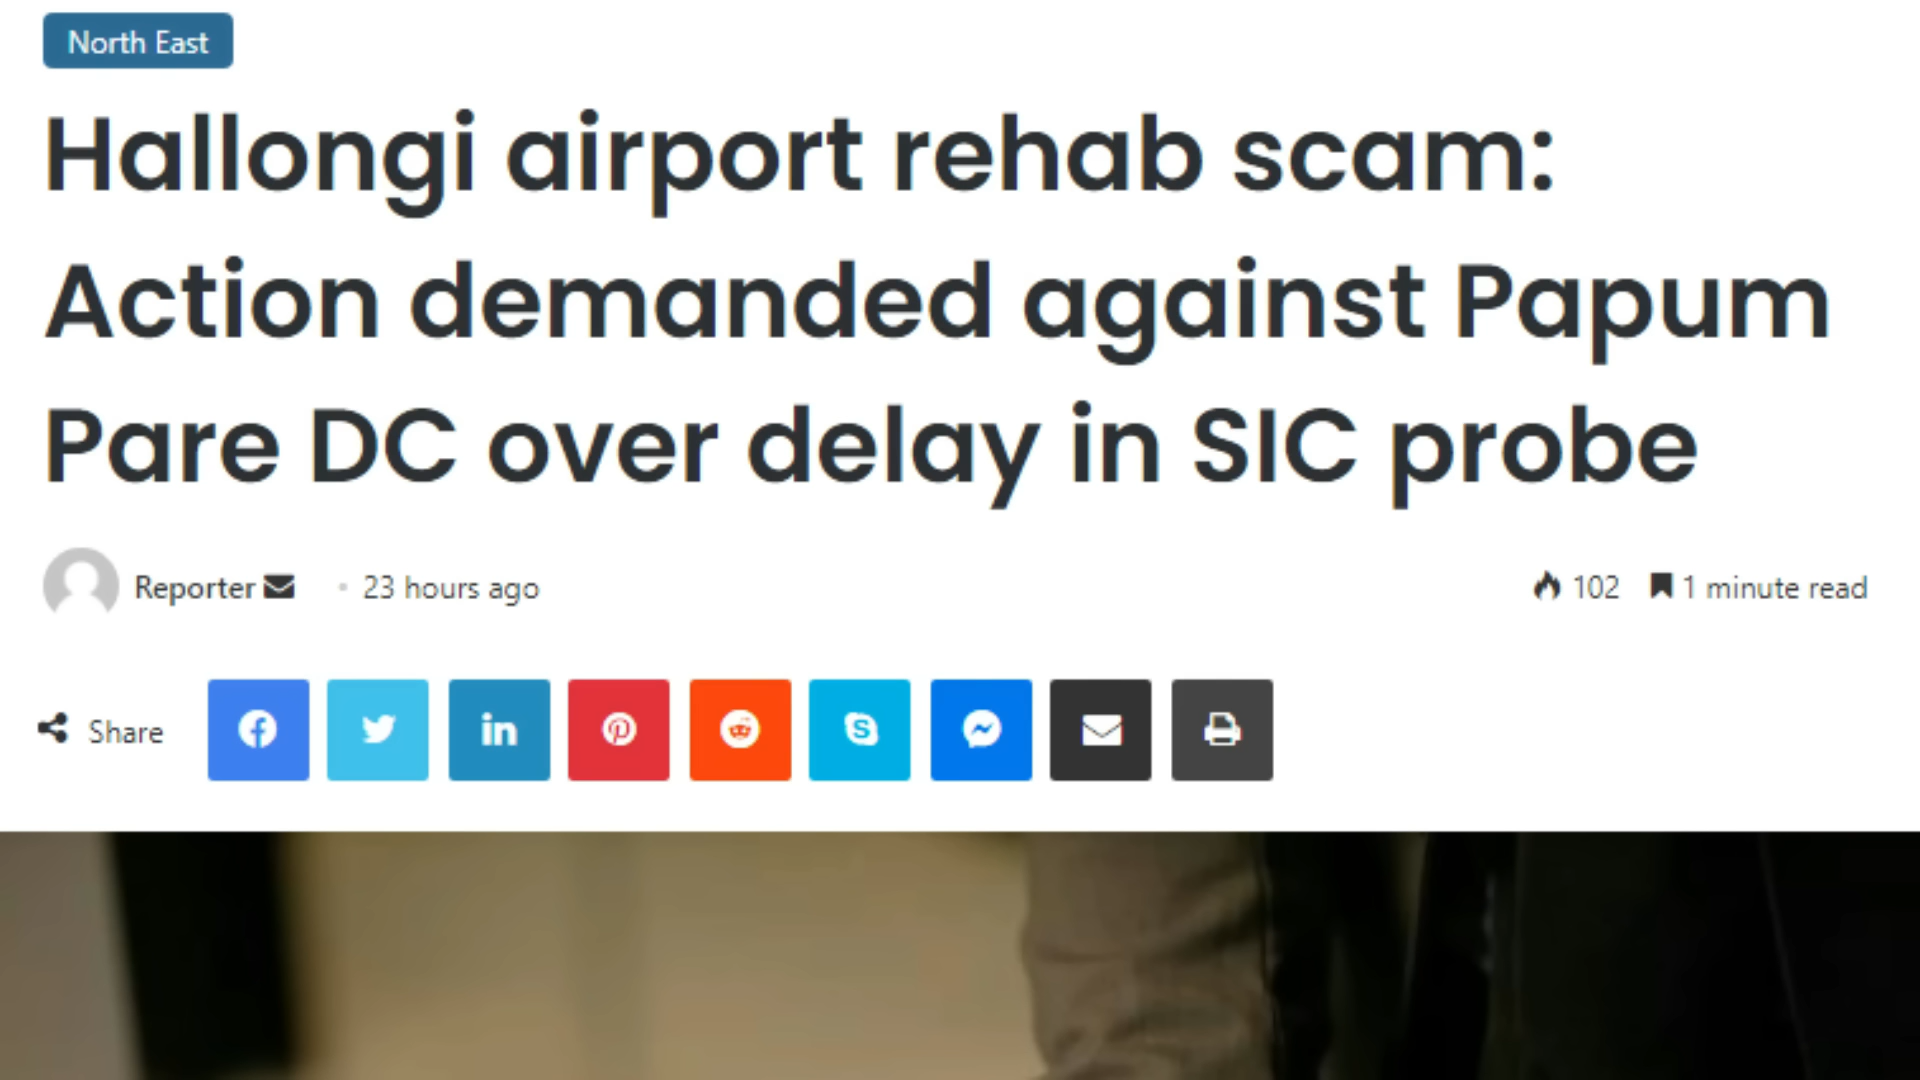 North East
Hallongi airport rehab scam:
Action demanded against Papum
Pare DC over delay in SIC probe
Reporter 23 hours ago 102 1 minute read
Share